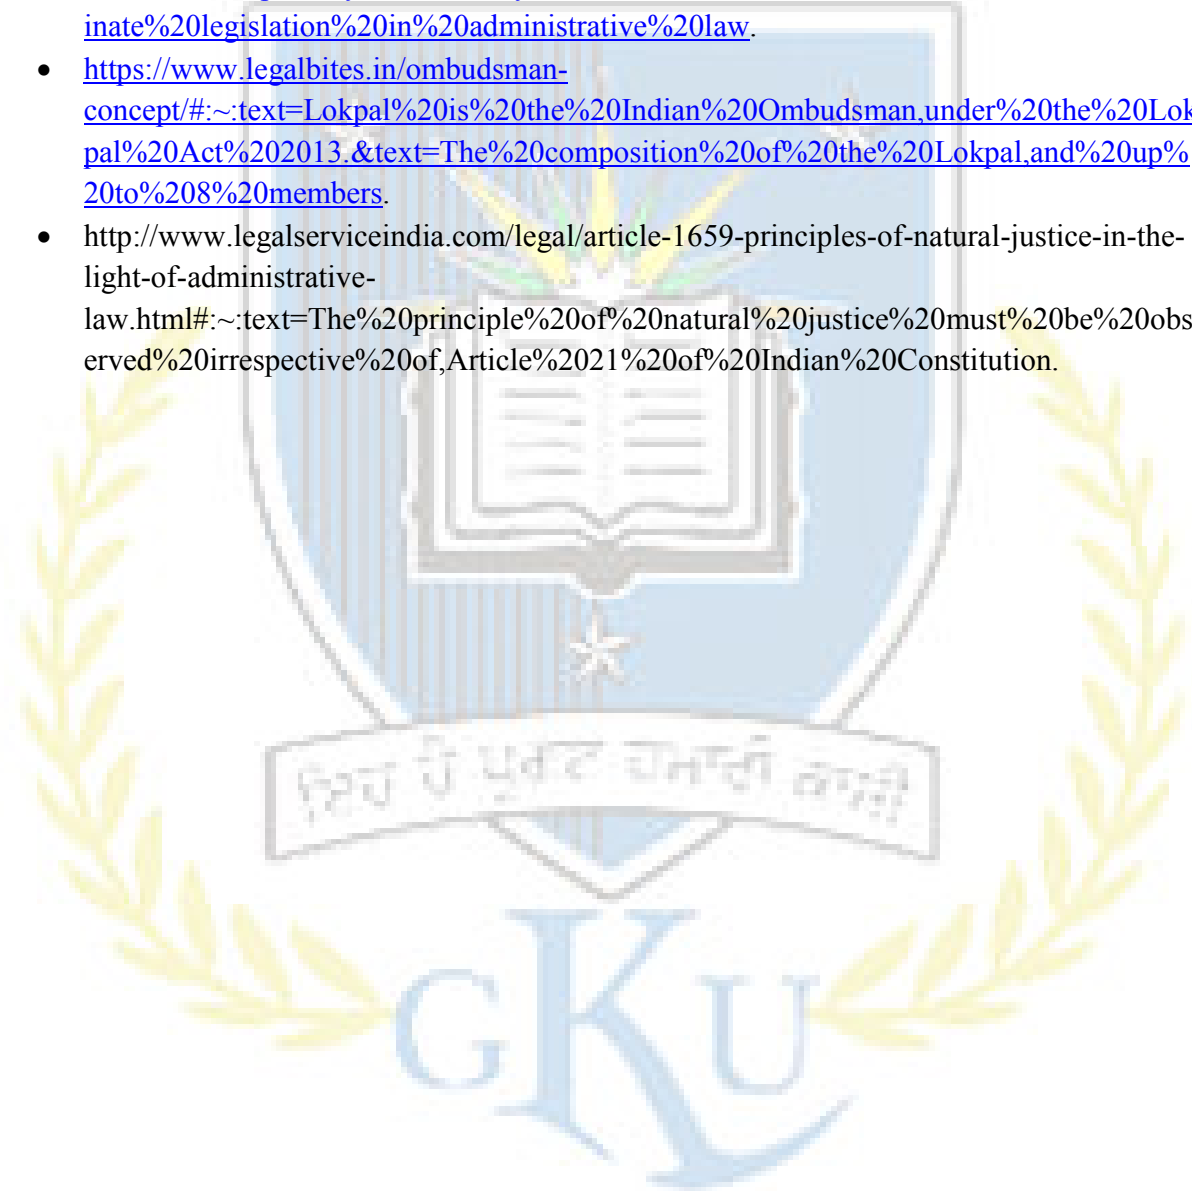 inate%20legislation%20in%20administrative%20law.
• https://www.legalbites.in/ombudsman-
concept/#:~:text=Lokpal%20is%20the%20Indian%20Ombudsman,under%20the%20Lok
pal%20Act%202013.&text=The%20composition%20of%20the%20Lokpal,and%20up%
20to%208%20members.
• http://www.legalserviceindia.com/legal/article-1659-principles-of-natural-justice-in-the-
light-of-administrative-
law.html#:~:text=The%20principle%20of%20natural%20justice%20must%20be%20obs
erved%20irrespective%20of,Article%2021%20of%20Indian%20Constitution.
ਇਹ ਹੈ ਪ੍ਰਗਟ ਹਮਾਰੀ
GKU